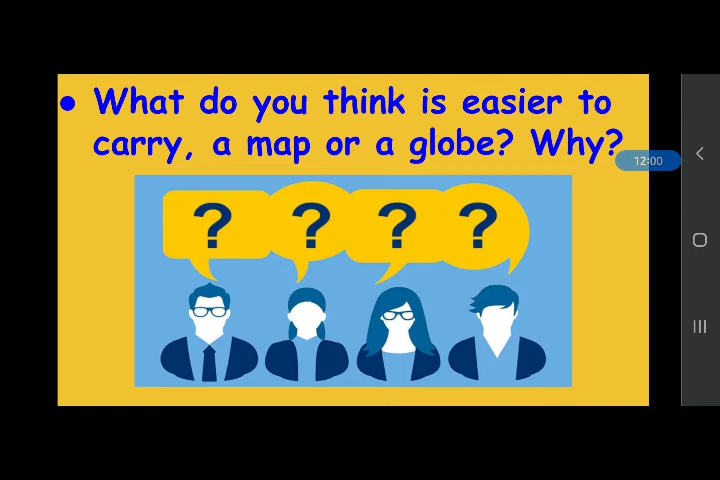 • What do you think is easier to
carry, a map or a globe? Why?
12:00
? ? ? ?